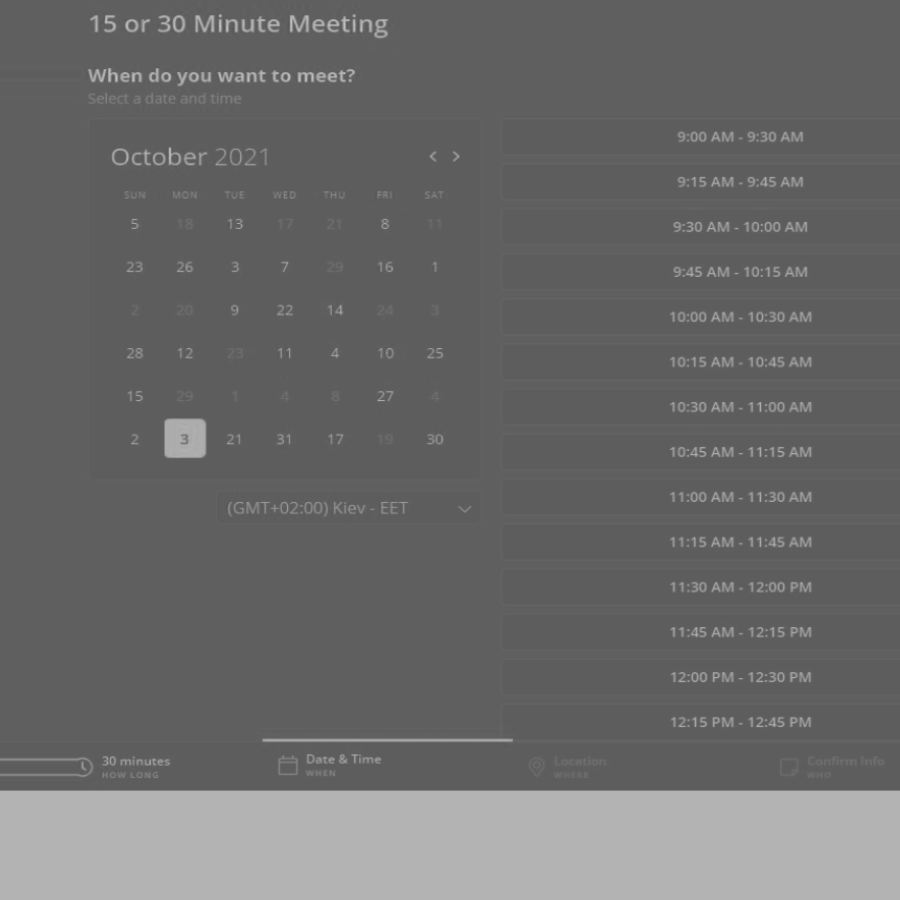 15 or 30 Minute Meeting
When do you want to meet?
Select a date and time
October 2021
SUN MON TUE WED THU FRI SAT
5 18 13 17 21 8 11
23 26 3 7 29 16 1
2 20 9 22 14 24 3
28 12 23 11 4 10 25
15 29 1 4 8 27 4
2 3 21 31 17 19 30
(GMT+02:00) Kiev - EET
9:00 AM - 9:30 AM
9:15 AM - 9:45 AM
9:30 AM - 10:00 AM
9:45 AM - 10:15 AM
10:00 AM - 10:30 AM
10:15 AM - 10:45 AM
10:30 AM - 11:00 AM
10:45 AM - 11:15 AM
11:00 AM - 11:30 AM
11:15 AM - 11:45 AM
11:30 AM - 12:00 PM
11:45 AM - 12:15 PM
12:00 PM - 12:30 PM
12:15 PM - 12:45 PM
30 minutes
HOW LONG
Date & Time
WHEN
Location
WHERE
Confirm Info
WHO